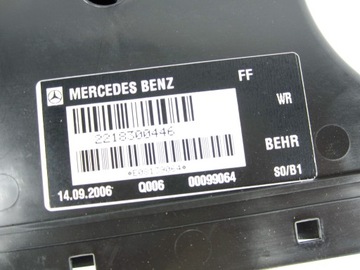 MERCEDES BENZ FF
WR
2218300446
BEHR
14.09.2006 Q006 00099064 S0/B1